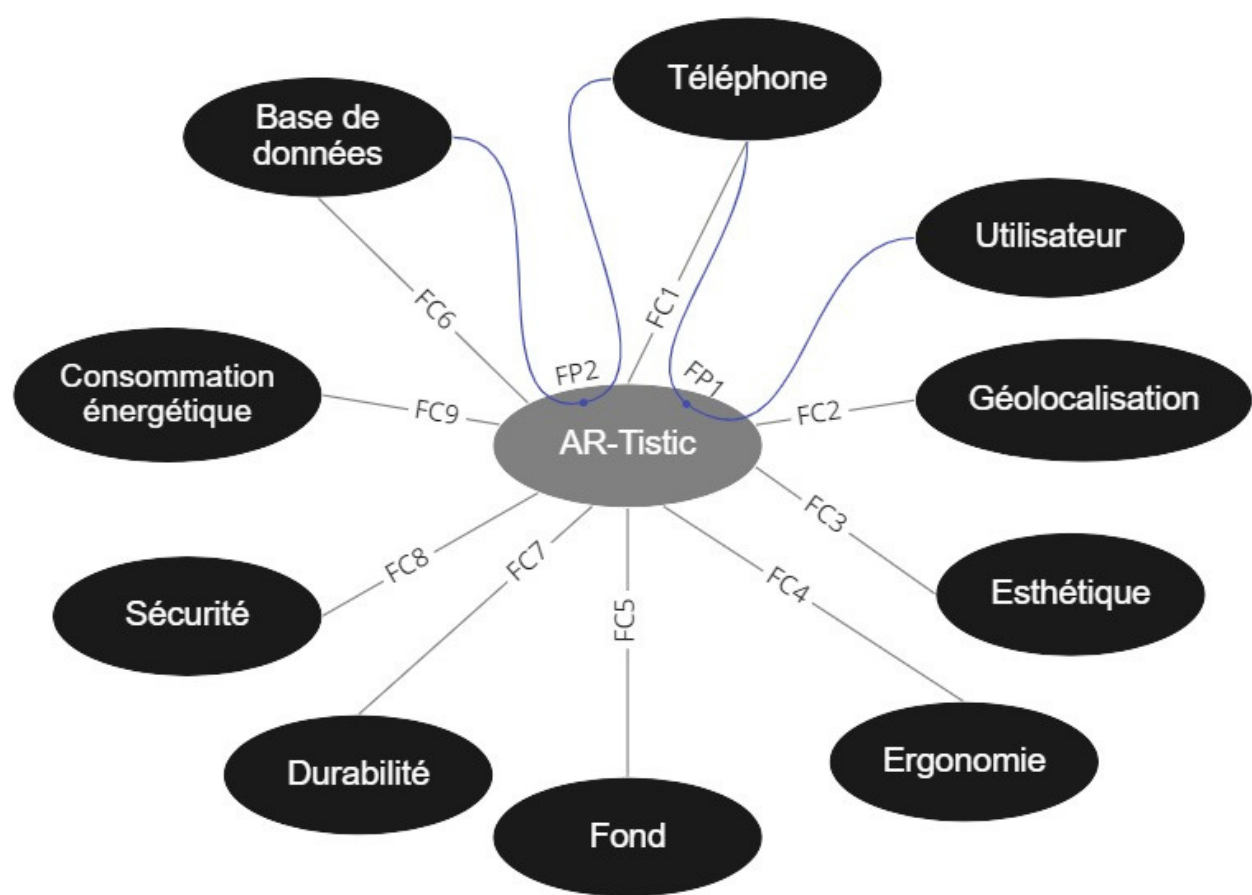 Téléphone
Base de
données
Utilisateur
FC1
FC6
FP2
FP1
Consommation
énergétique
FC9
FC2
Géolocalisation
AR-Tistic
FC3
FC8
FC7
FC4
Esthétique
Sécurité
FC5
Ergonomie
Durabilité
Fond